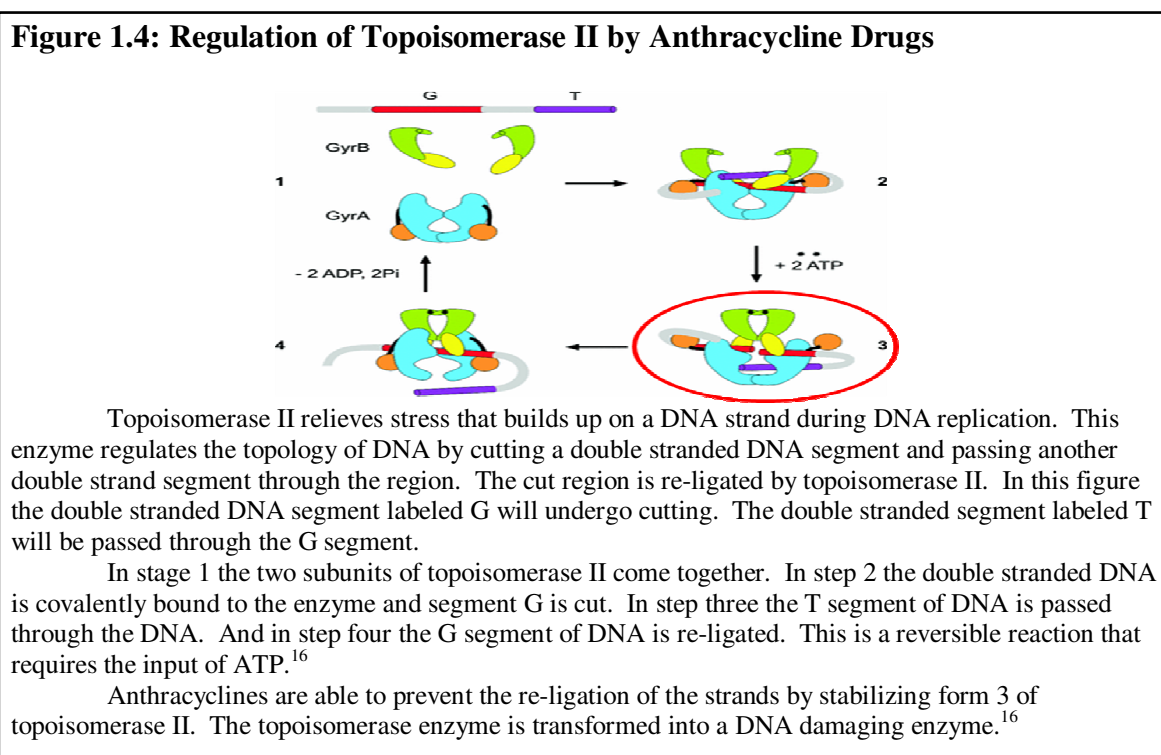 Figure 1.4: Regulation of Topoisomerase II by Anthracycline Drugs
G T
GyrB
1 2
GyrA
- 2 ADP, 2Pi + 2 ATP
4 3
Topoisomerase II relieves stress that builds up on a DNA strand during DNA replication. This
enzyme regulates the topology of DNA by cutting a double stranded DNA segment and passing another
double strand segment through the region. The cut region is re-ligated by topoisomerase II. In this figure
the double stranded DNA segment labeled G will undergo cutting. The double stranded segment labeled T
will be passed through the G segment.
In stage 1 the two subunits of topoisomerase II come together. In step 2 the double stranded DNA
is covalently bound to the enzyme and segment G is cut. In step three the T segment of DNA is passed
through the DNA. And in step four the G segment of DNA is re-ligated. This is a reversible reaction that
requires the input of ATP.16
Anthracyclines are able to prevent the re-ligation of the strands by stabilizing form 3 of
topoisomerase II. The topoisomerase enzyme is transformed into a DNA damaging enzyme.16